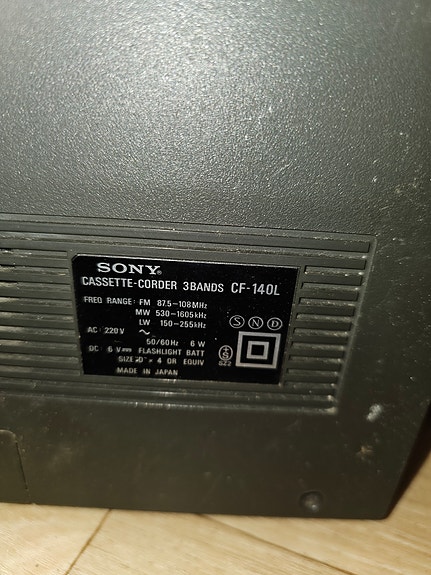 SONY®
CASSETTE-CORDER 3BANDS CF-140L
FREQ RANGE: FM 87.5-108MHz
MW 530-1605kHz
LW 150-255kHz
S N D
AC: 220V ~
50/60Hz 6W
DC: 6V⎓ FLASHLIGHT BATT
SIZE "D" × 4 OR EQUIV
MADE IN JAPAN